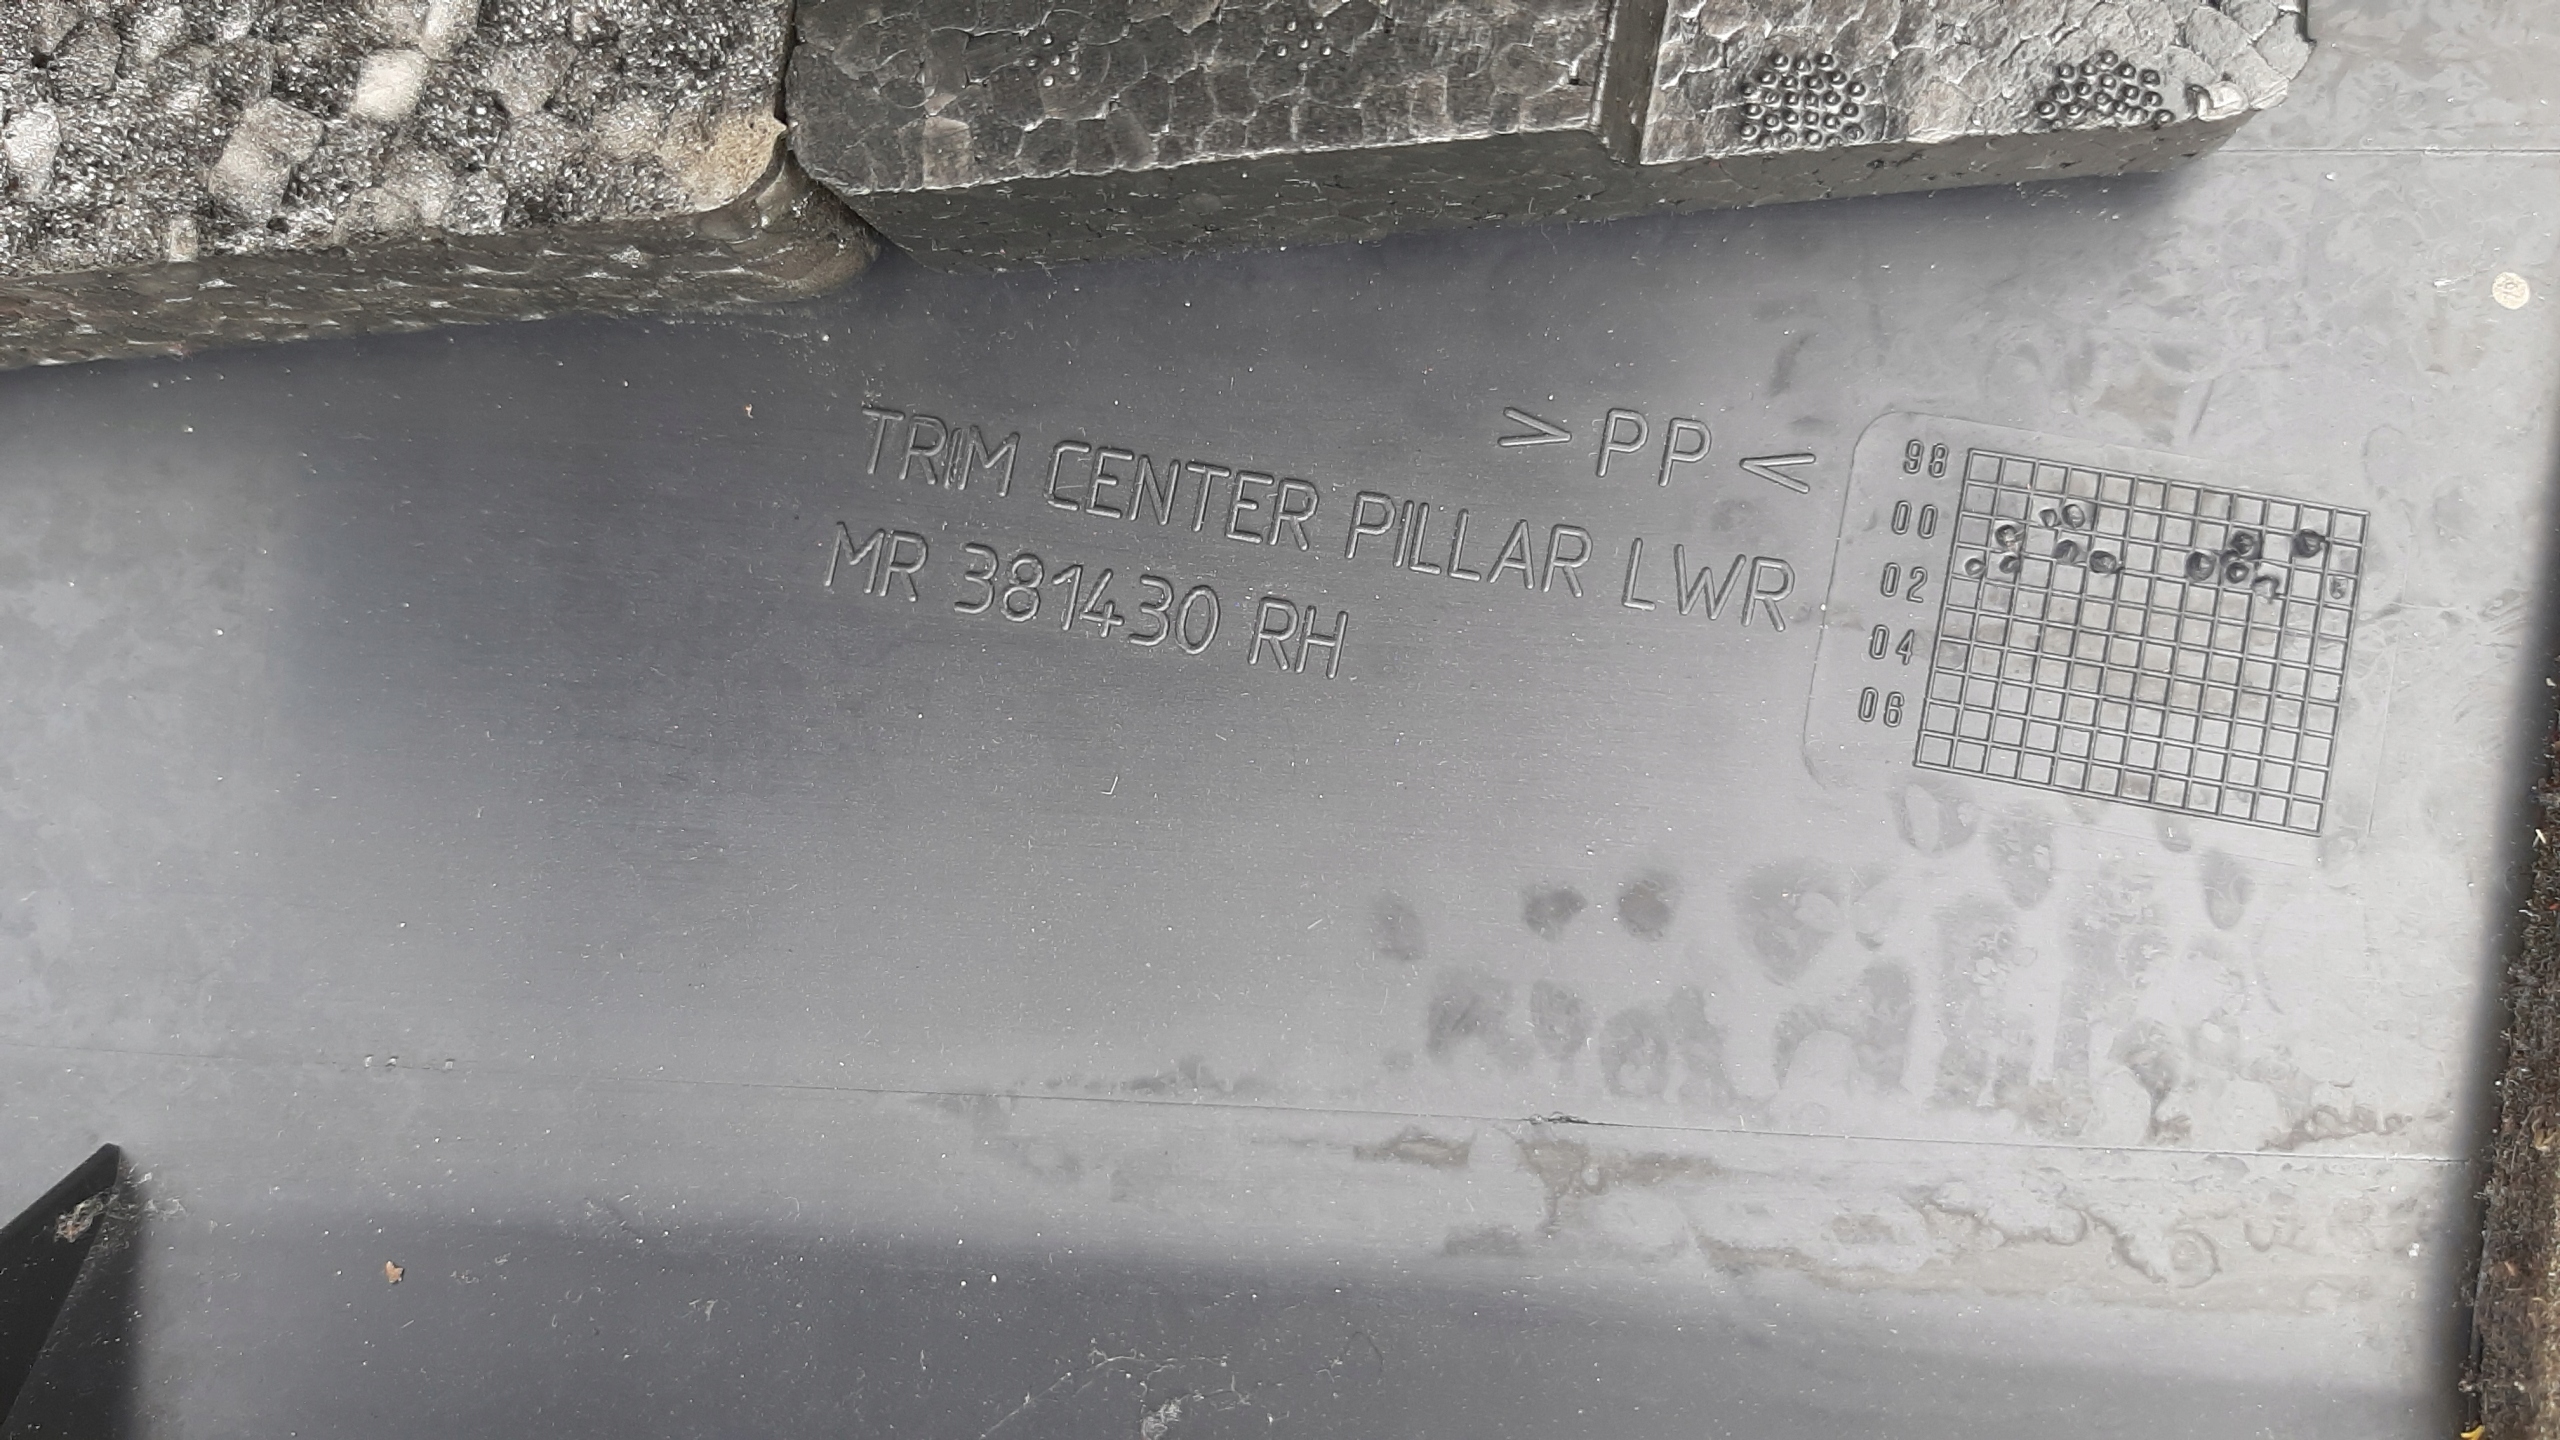 > PP <
TRIM CENTER PILLAR LWR
MR 381430 RH
98
00
02
04
06